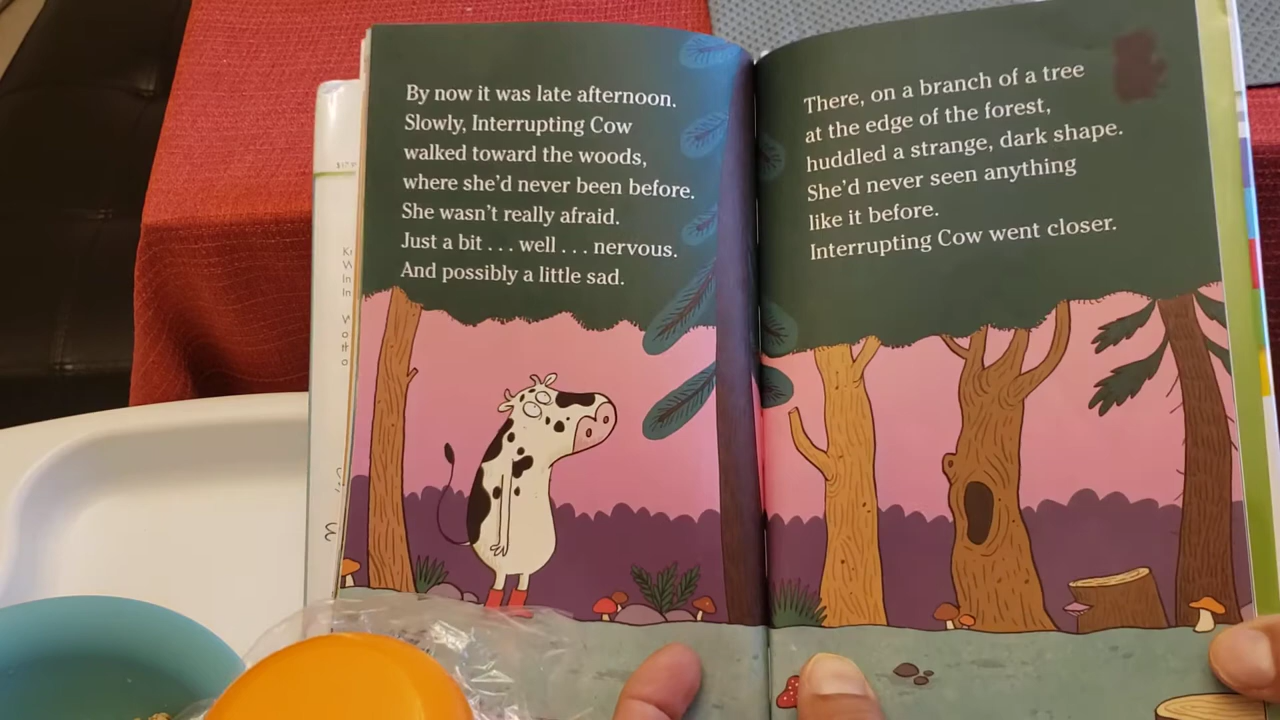 By now it was late afternoon.
Slowly, Interrupting Cow
walked toward the woods,
where she'd never been before.
She wasn't really afraid.
Just a bit . . . well . . . nervous.
And possibly a little sad.
There, on a branch of a tree
at the edge of the forest,
huddled a strange, dark shape.
She'd never seen anything
like it before.
Interrupting Cow went closer.